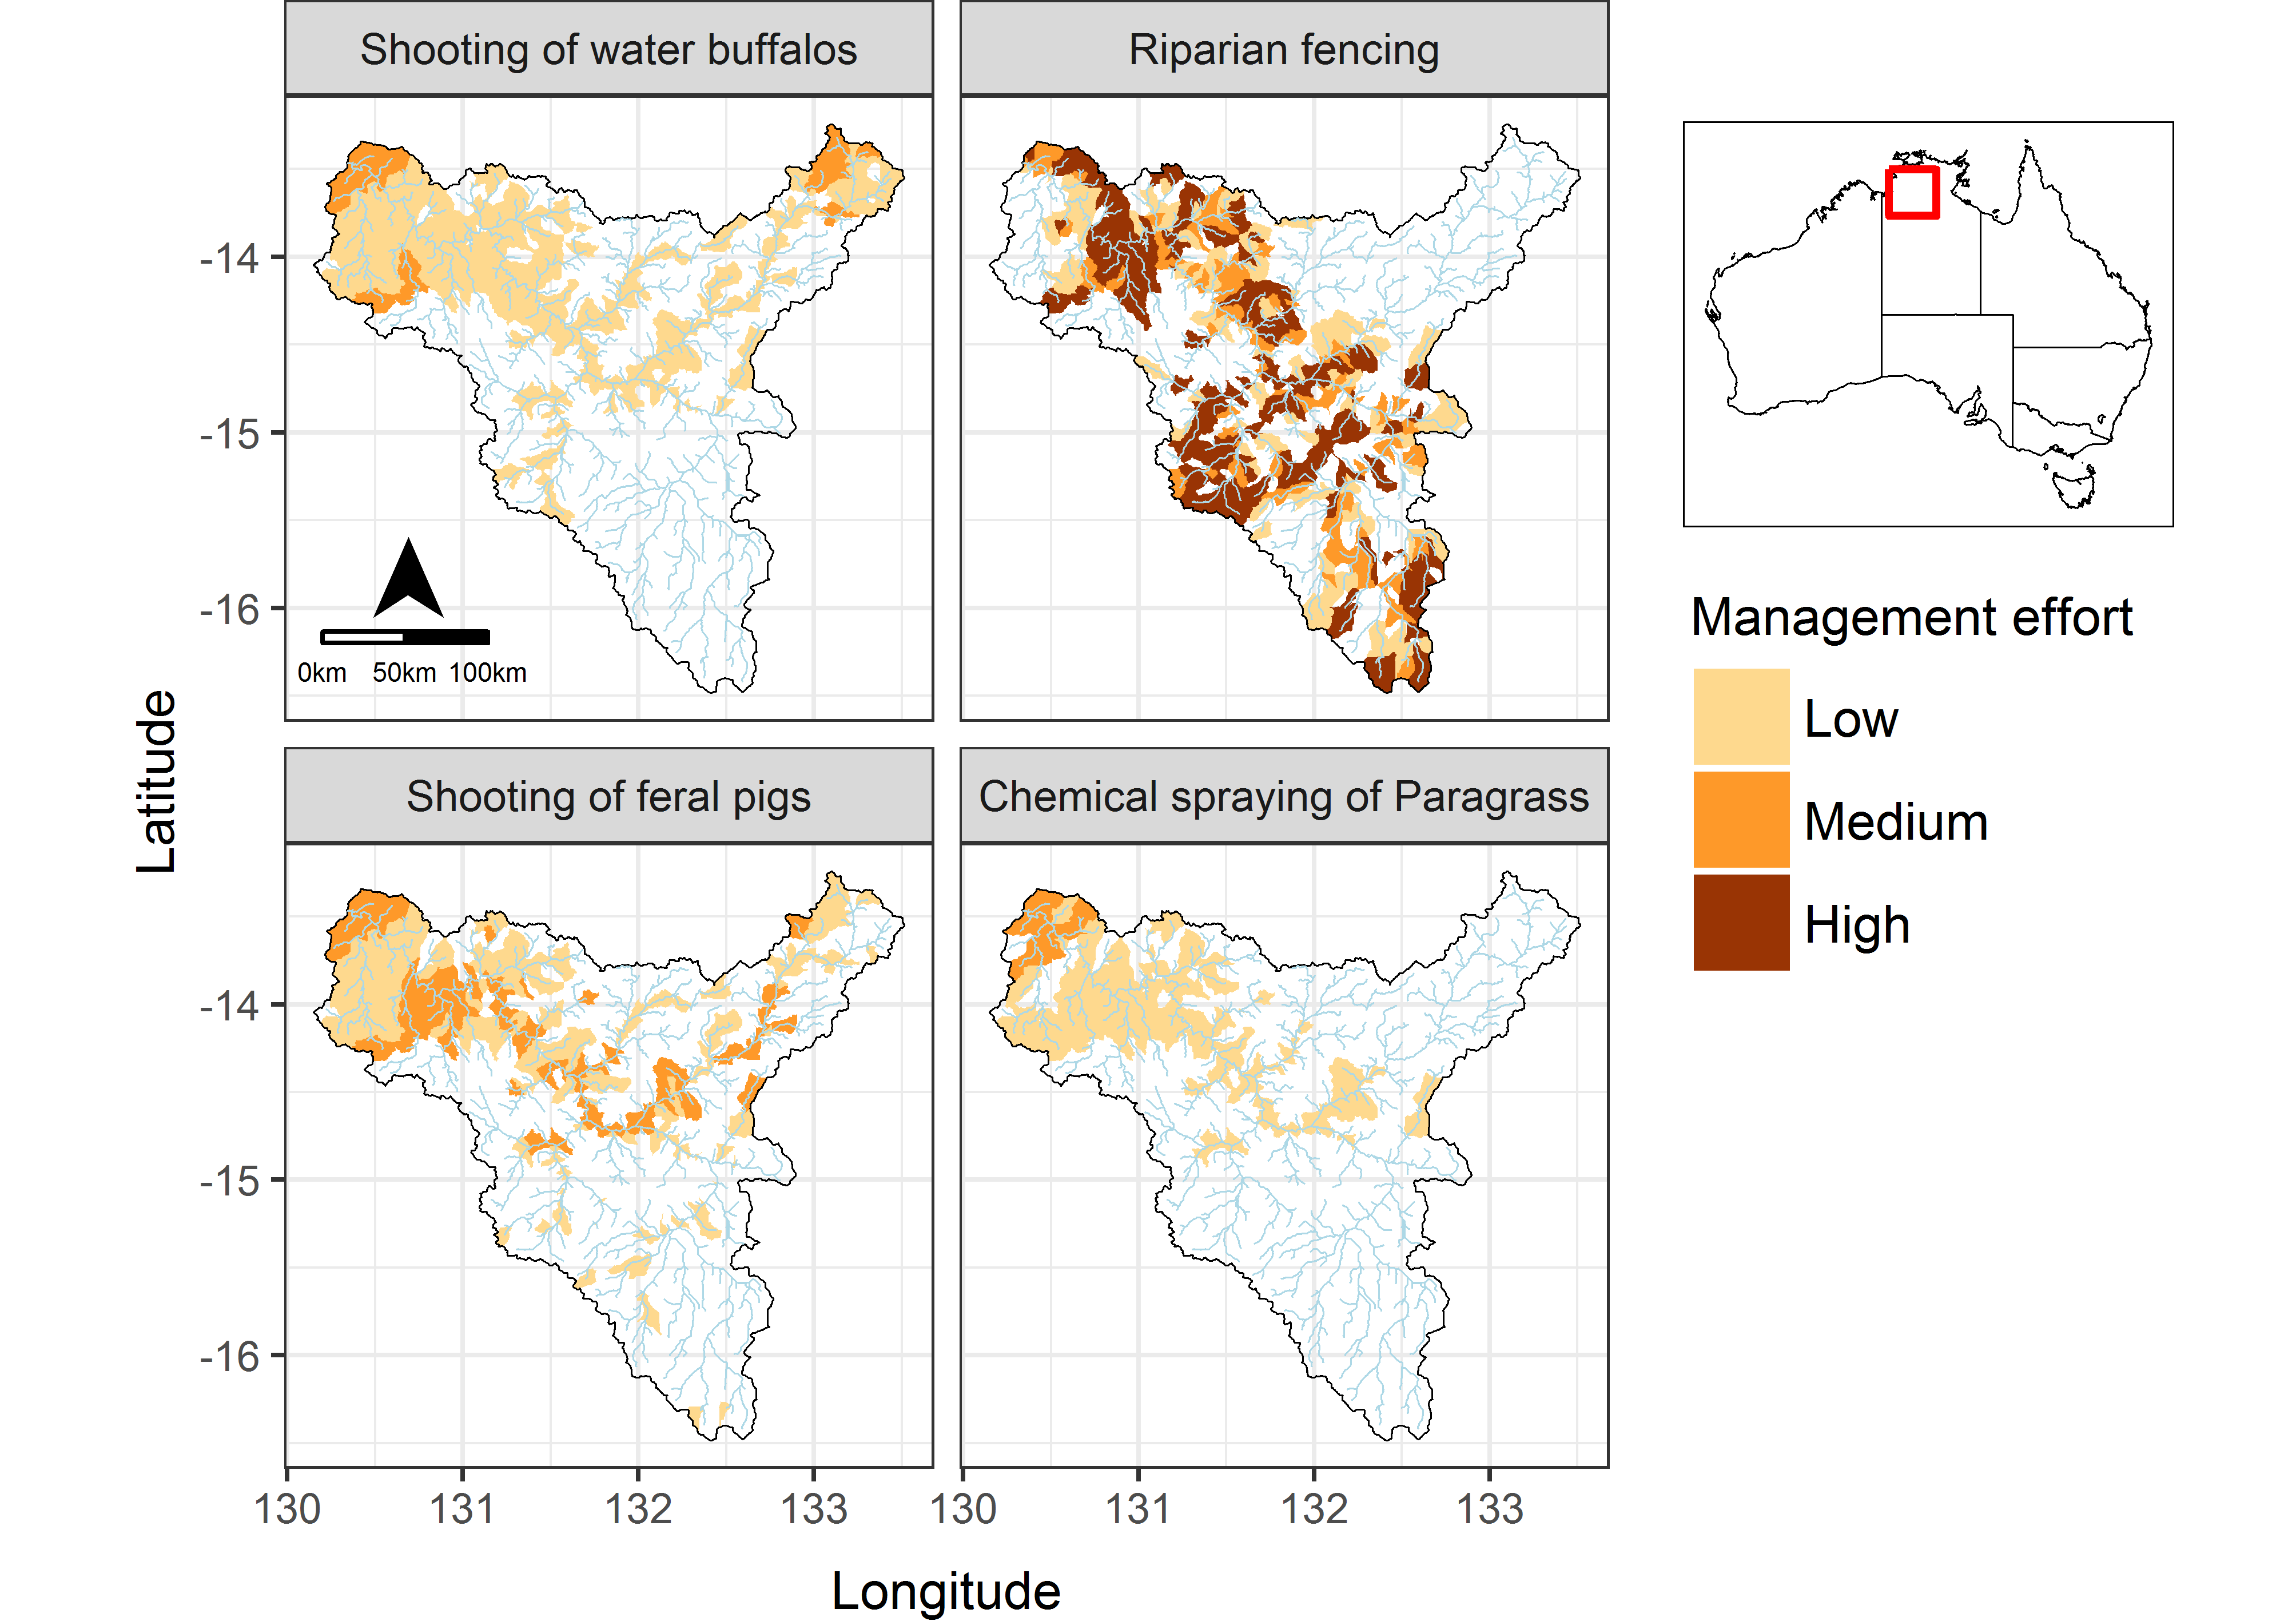 Shooting of water buffalos
Riparian fencing
-14
-15
-16
0km 50km 100km
Management effort
Low
Medium
High
Latitude
Shooting of feral pigs
Chemical spraying of Paragrass
-14
-15
-16
130 131 132 133 130 131 132 133
Longitude